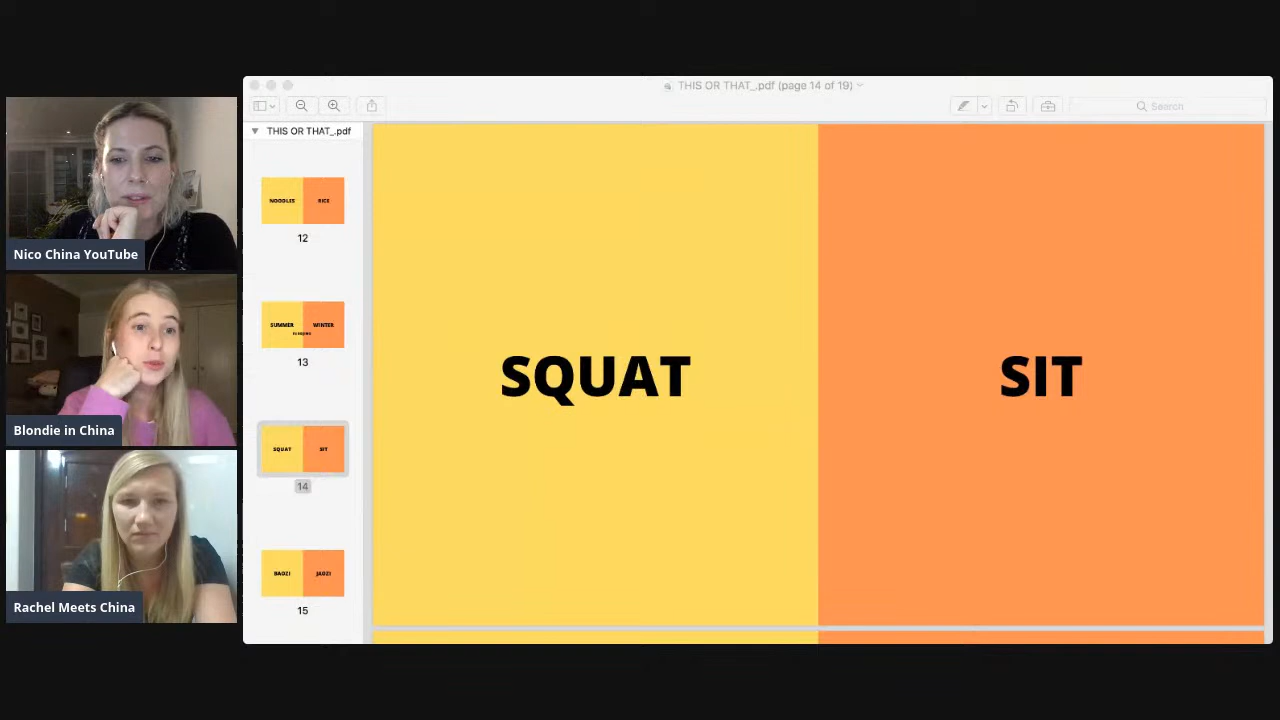 THIS OR THAT_.pdf (page 14 of 19)
Search
THIS OR THAT_.pdf
NOODLES RICE
12
SUMMER WINTER
13
SQUAT SIT
14
BAOZI JIAOZI
15
SQUAT SIT
Nico China YouTube
Blondie in China
Rachel Meets China